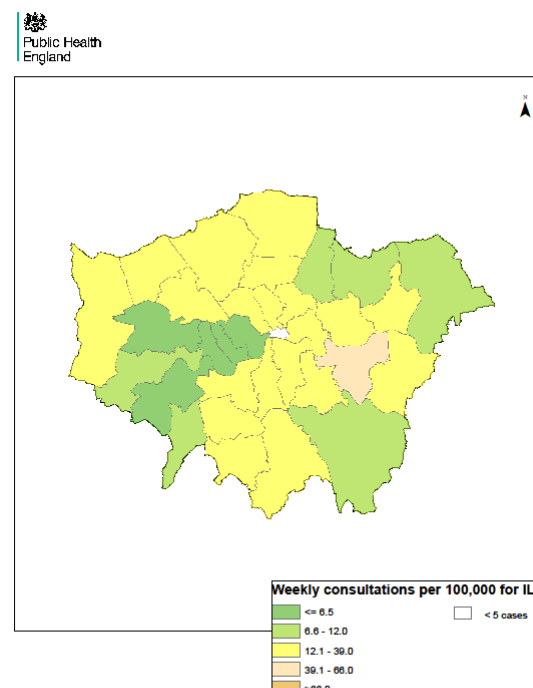 Public Health
England
N
Weekly consultations per 100,000 for IL
<= 6.5
< 5 cases
6.6 - 12.0
12.1 - 39.0
39.1 - 66.0